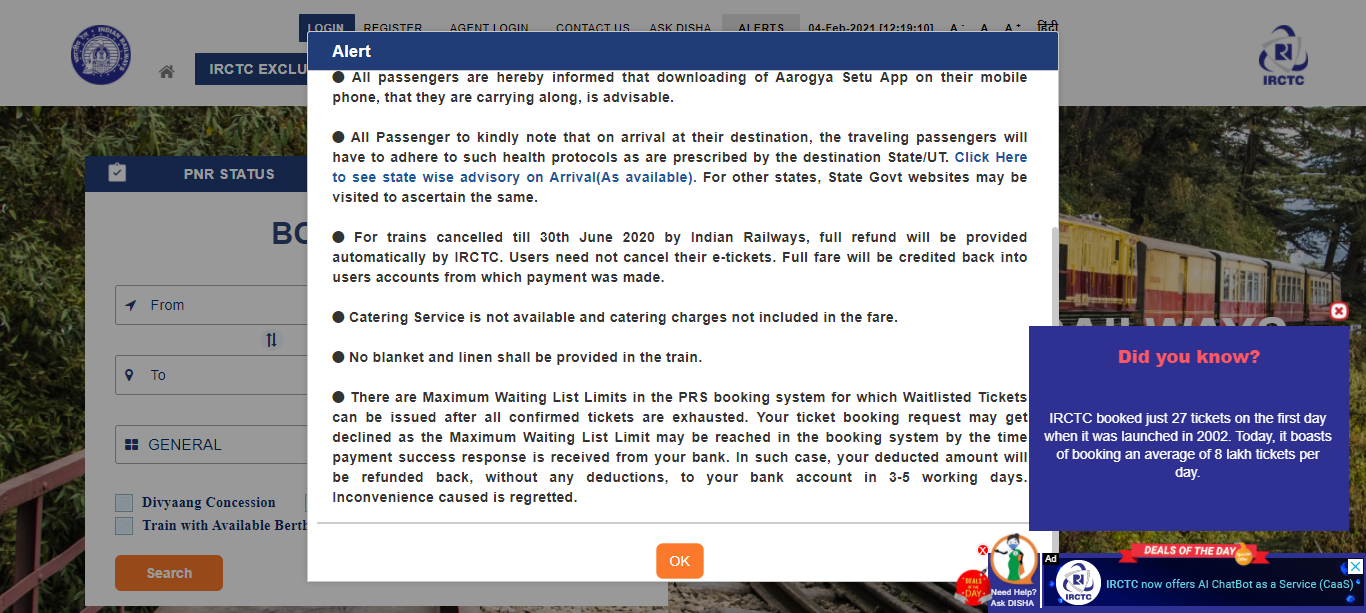 LOGIN REGISTER AGENT LOGIN CONTACT US ASK DISHA ALERTS 04-Feb-2021 [12:19:10] A - A A + हिंदी
INDIAN RAILWAYS
IRCTC EXCLU
IRCTC
Alert
● All passengers are hereby informed that downloading of Aarogya Setu App on their mobile
phone, that they are carrying along, is advisable.
● All Passenger to kindly note that on arrival at their destination, the traveling passengers will
have to adhere to such health protocols as are prescribed by the destination State/UT. Click Here
to see state wise advisory on Arrival(As available). For other states, State Govt websites may be
visited to ascertain the same.
● For trains cancelled till 30th June 2020 by Indian Railways, full refund will be provided
automatically by IRCTC. Users need not cancel their e-tickets. Full fare will be credited back into
users accounts from which payment was made.
● Catering Service is not available and catering charges not included in the fare.
● No blanket and linen shall be provided in the train.
● There are Maximum Waiting List Limits in the PRS booking system for which Waitlisted Tickets
can be issued after all confirmed tickets are exhausted. Your ticket booking request may get
declined as the Maximum Waiting List Limit may be reached in the booking system by the time
payment success response is received from your bank. In such case, your deducted amount will
be refunded back, without any deductions, to your bank account in 3-5 working days.
Inconvenience caused is regretted.
OK
PNR STATUS
BO
From
To
GENERAL
Divyaang Concession
Train with Available Berth
Search
Did you know?
IRCTC booked just 27 tickets on the first day
when it was launched in 2002. Today, it boasts
of booking an average of 8 lakh tickets per
day.
DEALS OF THE DAY
Need Help?
Ask DISHA
Ad
DEALS OF THE DAY
IRCTC
IRCTC now offers AI ChatBot as a Service (CaaS)